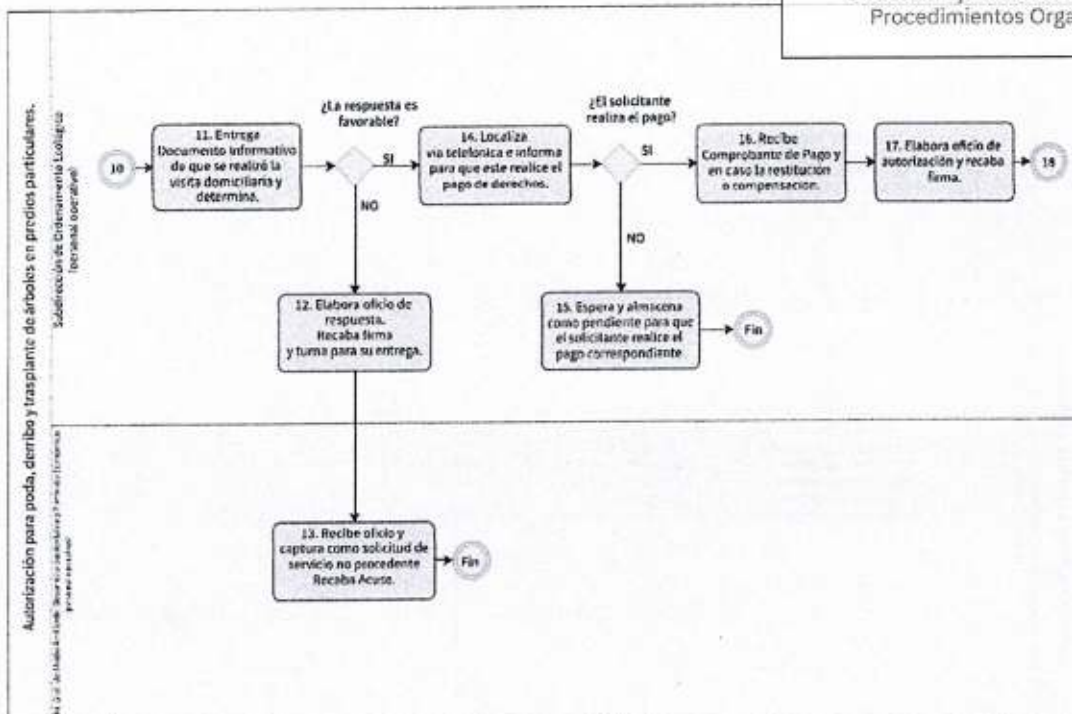 Procedimientos Orga
Autorización para poda, derribo y trasplante de árboles en predios particulares.
Subdirección de Ordenamiento Ecológico
(personal operativo)
10
11. Entrega
Documento Informativo
de que se realizó la
visita domiciliaria y
determina.
¿La respuesta es
favorable?
SI
NO
14. Localiza
vía telefónica e informa
para que este realice el
pago de derechos.
¿El solicitante
realiza el pago?
SI
NO
16. Recibe
Comprobante de Pago y
en caso la restitución
o compensación.
17. Elabora oficio de
autorización y recaba
firma.
18
12. Elabora oficio de
respuesta.
Recaba firma
y turna para su entrega.
15. Espera y almacena
como pendiente para que
el solicitante realice el
pago correspondiente
Fin
13. Recibe oficio y
captura como solicitud de
servicio no procedente
Recaba Acuse.
Fin